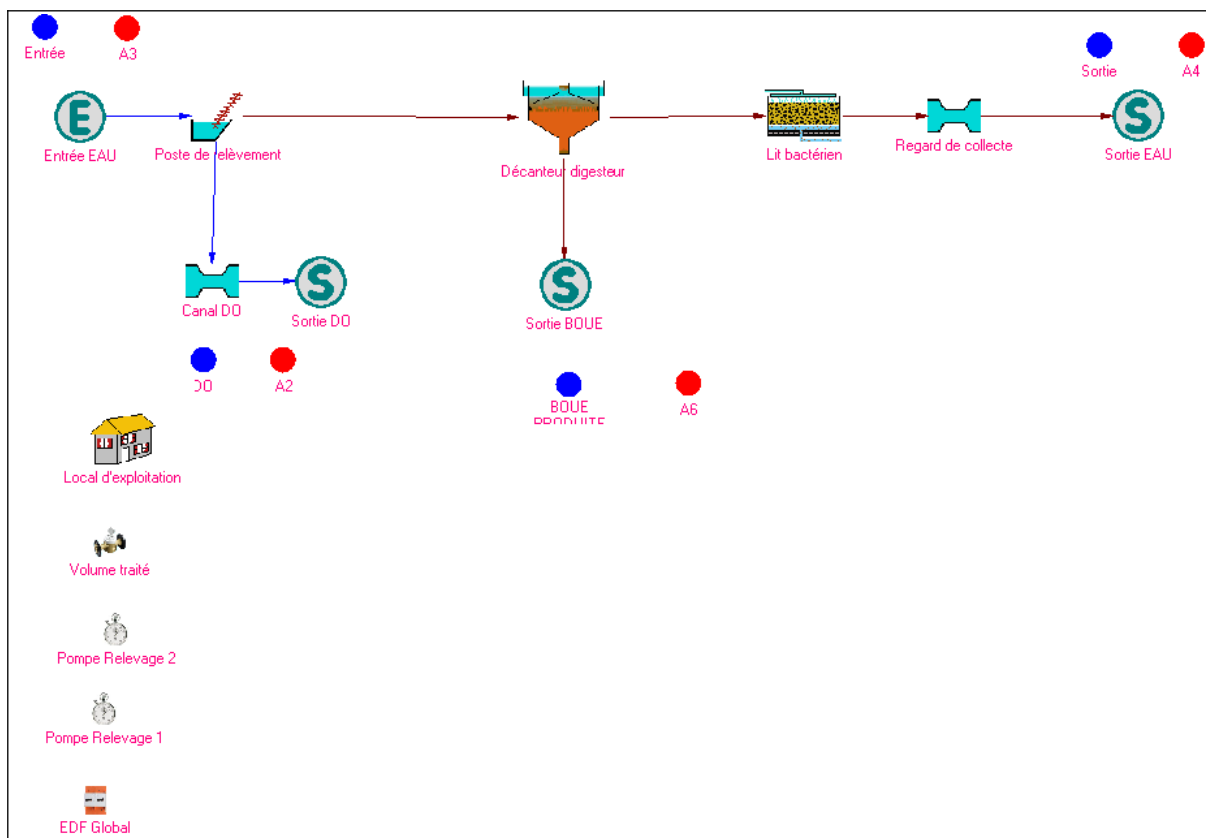 Entrée
A3
Sortie
A4
E
Entrée EAU
Poste de relèvement
Décanteur digesteur
Lit bactérien
Regard de collecte
S
Sortie EAU
Canal DO
S
Sortie DO
S
Sortie BOUE
DO
A2
BOUE
PRODUITE
A6
Local d'exploitation
Volume traité
Pompe Relevage 2
Pompe Relevage 1
EDF Global